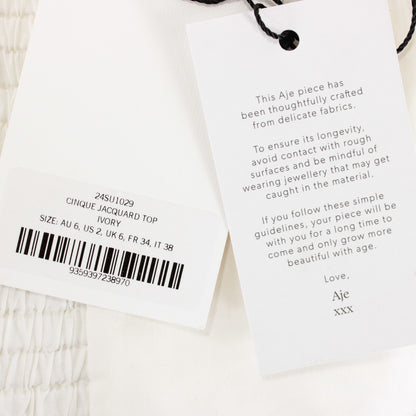 24SU1029
CINQUE JACQUARD TOP
IVORY
SIZE: AU 6, US 2, UK 6, FR 34, IT 38
9359397238970
This Aje piece has
been thoughtfully crafted
from delicate fabrics.
To ensure its longevity,
avoid contact with rough
surfaces and be mindful of
wearing jewellery that may get
caught in the material.
If you follow these simple
guidelines, your piece will be
with you for a long time to
come and only grow more
beautiful with age.
Love,
Aje
xxx